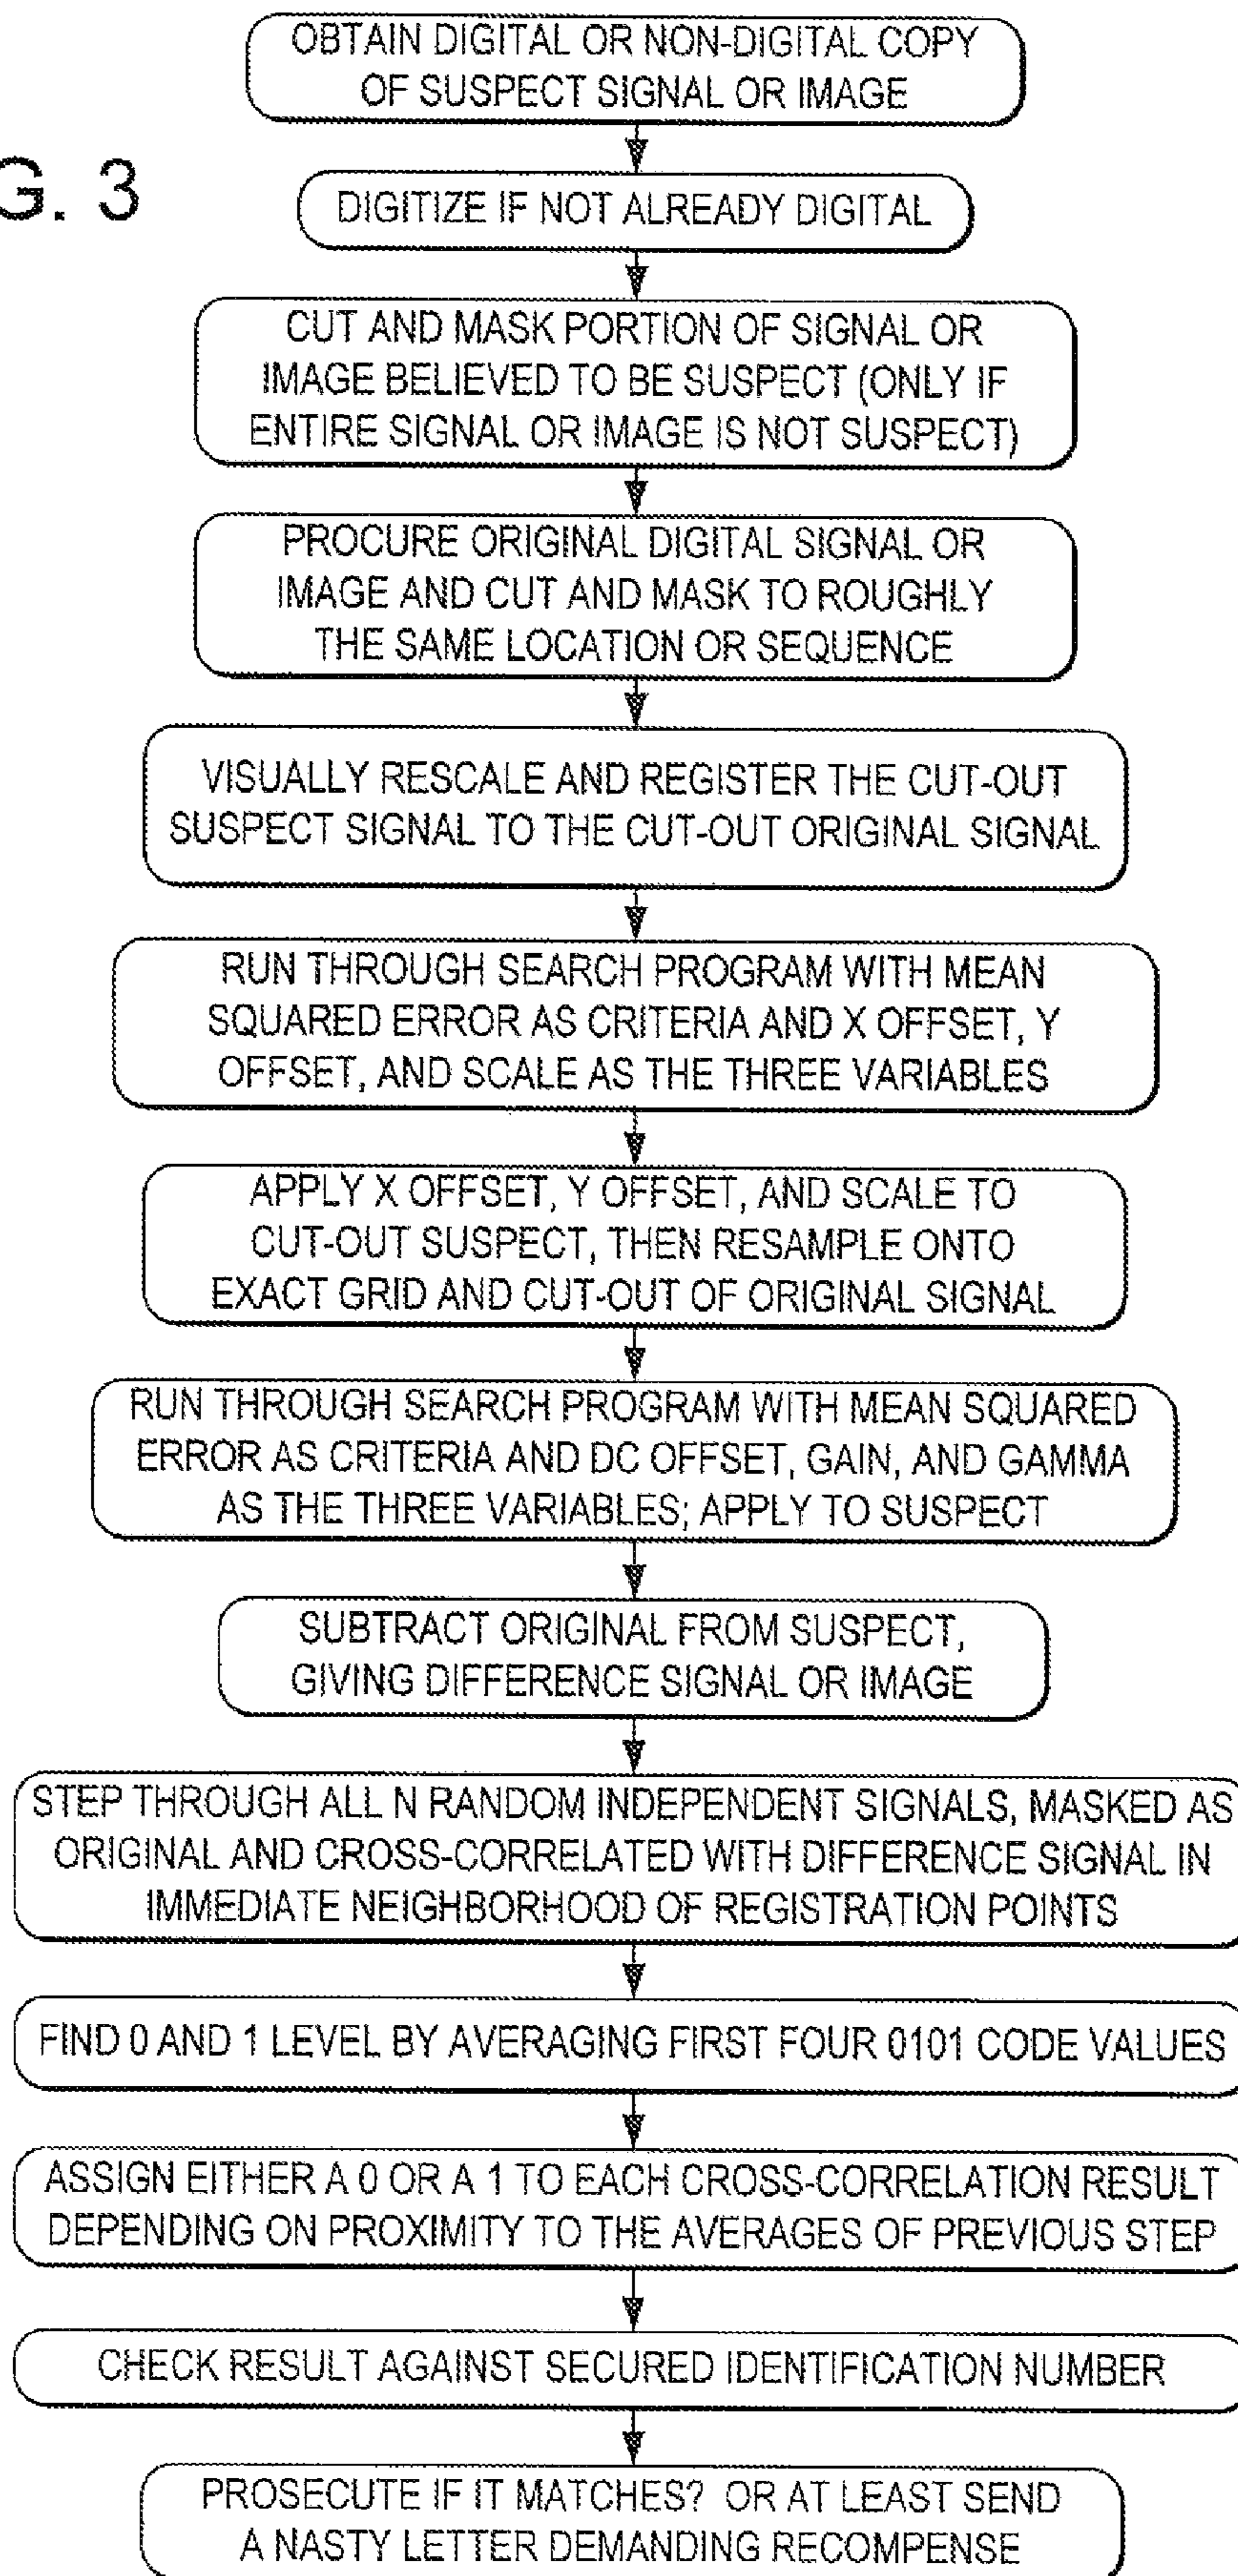 OBTAIN DIGITAL OR NON-DIGITAL COPY
OF SUSPECT SIGNAL OR IMAGE
G. 3
DIGITIZE IF NOT ALREADY DIGITAL
CUT AND MASK PORTION OF SIGNAL OR
IMAGE BELIEVED TO BE SUSPECT (ONLY IF
ENTIRE SIGNAL OR IMAGE IS NOT SUSPECT)
PROCURE ORIGINAL DIGITAL SIGNAL OR
IMAGE AND CUT AND MASK TO ROUGHLY
THE SAME LOCATION OR SEQUENCE
VISUALLY RESCALE AND REGISTER THE CUT-OUT
SUSPECT SIGNAL TO THE CUT-OUT ORIGINAL SIGNAL
RUN THROUGH SEARCH PROGRAM WITH MEAN
SQUARED ERROR AS CRITERIA AND X OFFSET, Y
OFFSET, AND SCALE AS THE THREE VARIABLES
APPLY X OFFSET, Y OFFSET, AND SCALE TO
CUT-OUT SUSPECT, THEN RESAMPLE ONTO
EXACT GRID AND CUT-OUT OF ORIGINAL SIGNAL
RUN THROUGH SEARCH PROGRAM WITH MEAN SQUARED
ERROR AS CRITERIA AND DC OFFSET, GAIN, AND GAMMA
AS THE THREE VARIABLES; APPLY TO SUSPECT
SUBTRACT ORIGINAL FROM SUSPECT,
GIVING DIFFERENCE SIGNAL OR IMAGE
STEP THROUGH ALL N RANDOM INDEPENDENT SIGNALS, MASKED AS
ORIGINAL AND CROSS-CORRELATED WITH DIFFERENCE SIGNAL IN
IMMEDIATE NEIGHBORHOOD OF REGISTRATION POINTS
FIND 0 AND 1 LEVEL BY AVERAGING FIRST FOUR 0101 CODE VALUES
ASSIGN EITHER A 0 OR A 1 TO EACH CROSS-CORRELATION RESULT
DEPENDING ON PROXIMITY TO THE AVERAGES OF PREVIOUS STEP
CHECK RESULT AGAINST SECURED IDENTIFICATION NUMBER
PROSECUTE IF IT MATCHES? OR AT LEAST SEND
A NASTY LETTER DEMANDING RECOMPENSE